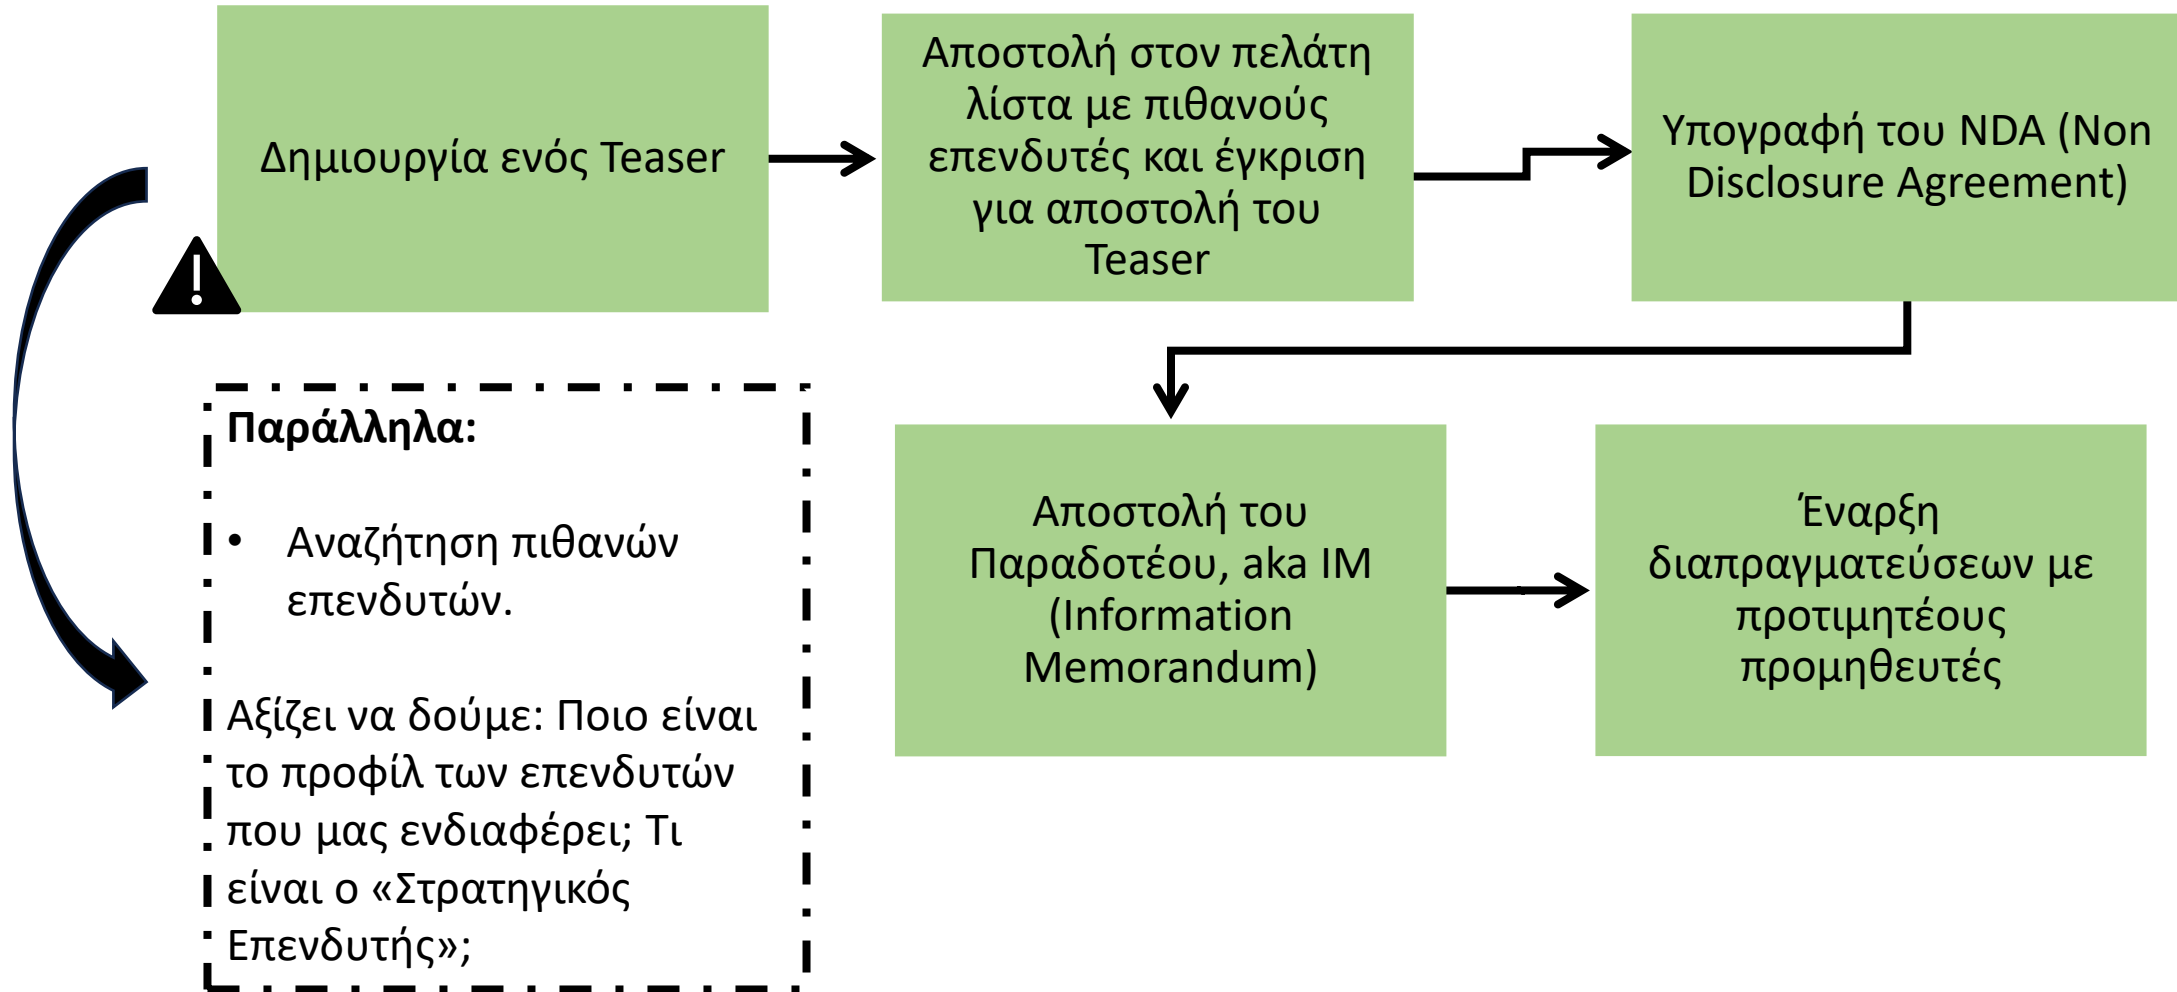 Δημιουργία ενός Teaser
Αποστολή στον πελάτη
λίστα με πιθανούς
επενδυτές και έγκριση
για αποστολή του
Teaser
Υπογραφή του NDA (Non
Disclosure Agreement)
Παράλληλα:
• Αναζήτηση πιθανών
επενδυτών.
Αξίζει να δούμε: Ποιο είναι
το προφίλ των επενδυτών
που μας ενδιαφέρει; Τι
είναι ο «Στρατηγικός
Επενδυτής»;
Αποστολή του
Παραδοτέου, aka IM
(Information
Memorandum)
Έναρξη
διαπραγματεύσεων με
προτιμητέους
προμηθευτές